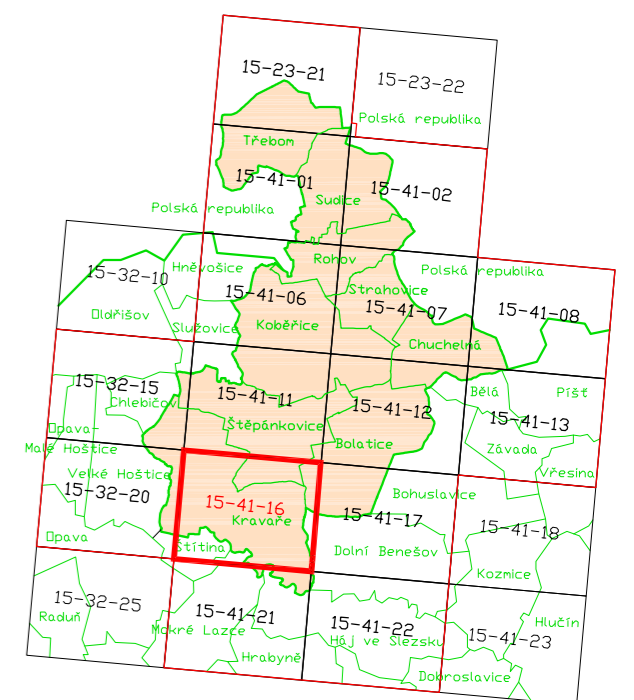 15-23-21
15-23-22
Polská republika
Třebom
15-41-01
15-41-02
Sudice
Polská republika
Rohov
Hněvošice
Polská republika
15-32-10
15-41-06
Strahovice
15-41-07
15-41-08
Oldřišov
Služovice
Kobeřice
Chuchelná
15-32-15
15-41-11
Bělá
Píšť
Chlebičov
15-41-12
15-41-13
Opava-
Štěpánkovice
Malé Hoštice
Bolatice
Závada
Velké Hoštice
Vřesina
15-32-20
Bohuslavice
15-41-16
Kravaře
15-41-17
15-41-18
Opava
Štítina
Dolní Benešov
Kozmice
15-32-25
Raduň
15-41-21
Mokré Lazce
15-41-22
Háj ve Slezsku
Hlučín
15-41-23
Hrabyně
Dobroslavice